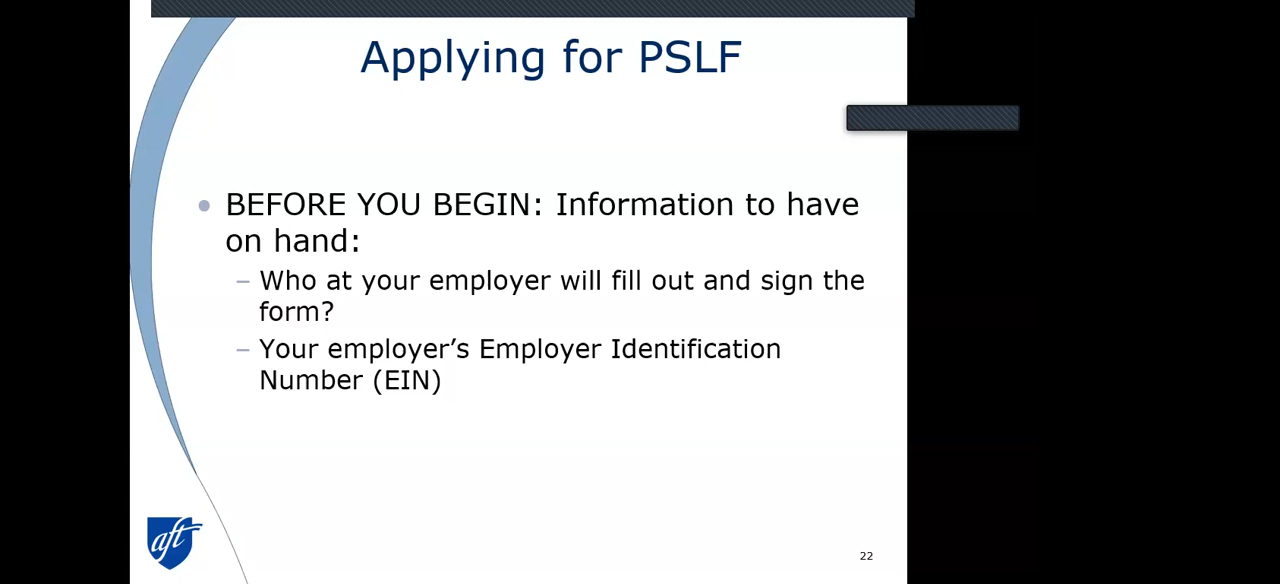 Applying for PSLF
• BEFORE YOU BEGIN: Information to have
on hand:
– Who at your employer will fill out and sign the
form?
– Your employer’s Employer Identification
Number (EIN)
aft
22